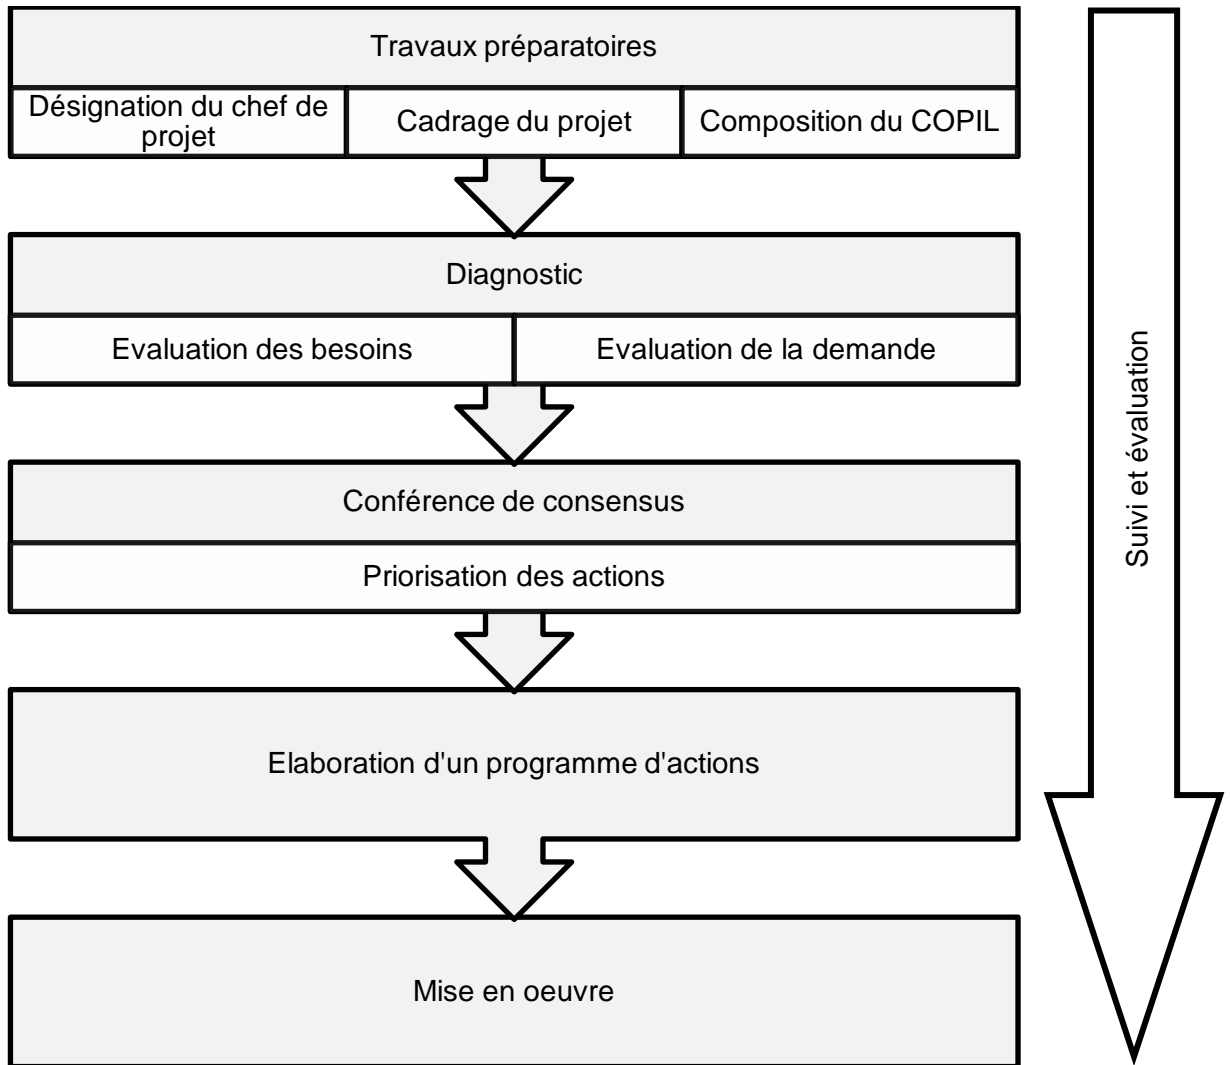 Travaux préparatoires
Désignation du chef de
projet
Cadrage du projet
Composition du COPIL
Diagnostic
Evaluation des besoins
Evaluation de la demande
Conférence de consensus
Priorisation des actions
Elaboration d'un programme d'actions
Mise en oeuvre
Suivi et évaluation